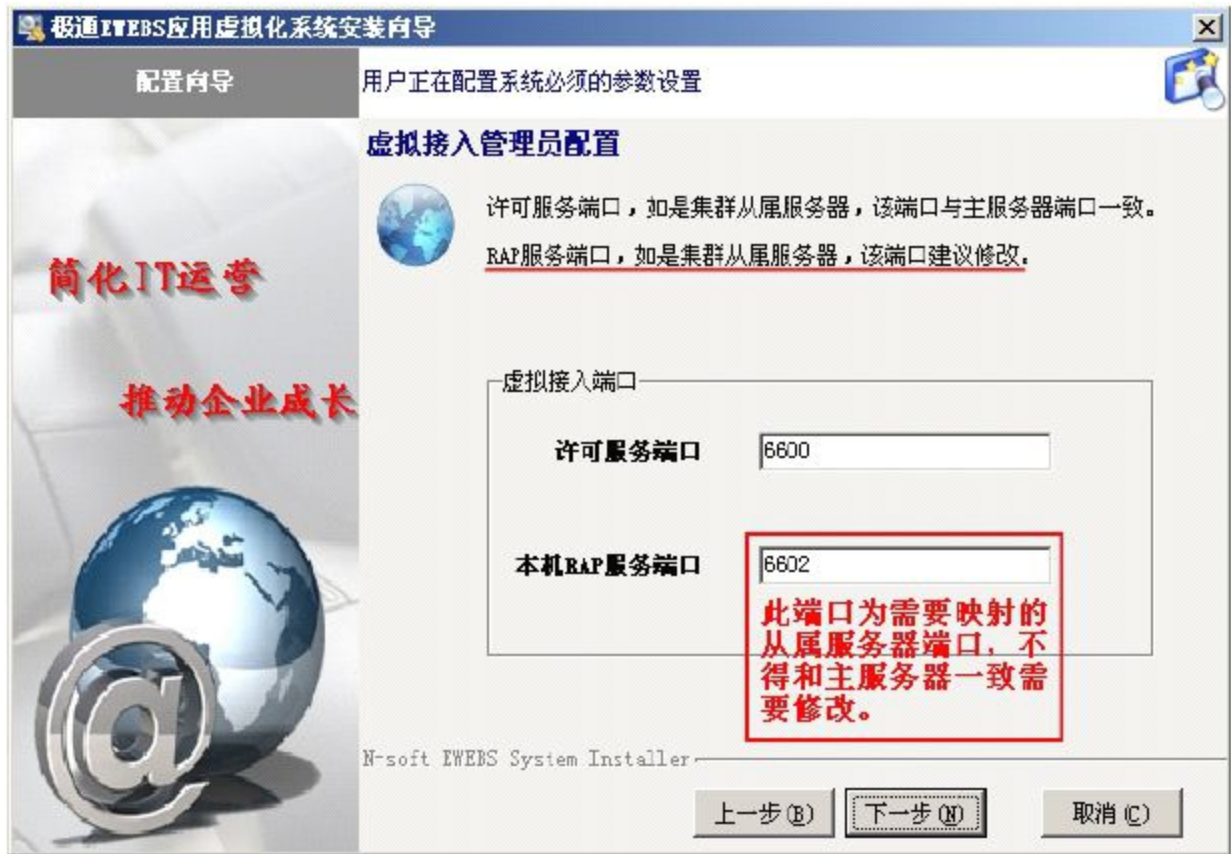 极通EWEBS应用虚拟化系统安装向导
配置向导
用户正在配置系统必须的参数设置
虚拟接入管理员配置
许可服务端口，如是集群从属服务器，该端口与主服务器端口一致。
RAP服务端口，如是集群从属服务器，该端口建议修改.
简化IT运营
推动企业成长
虚拟接入端口
许可服务端口
6600
本机RAP服务端口
6602
此端口为需要映射的
从属服务器端口，不
得和主服务器一致需
要修改。
@
N-soft EWEBS System Installer
上一步(B)
下一步(N)
取消(C)